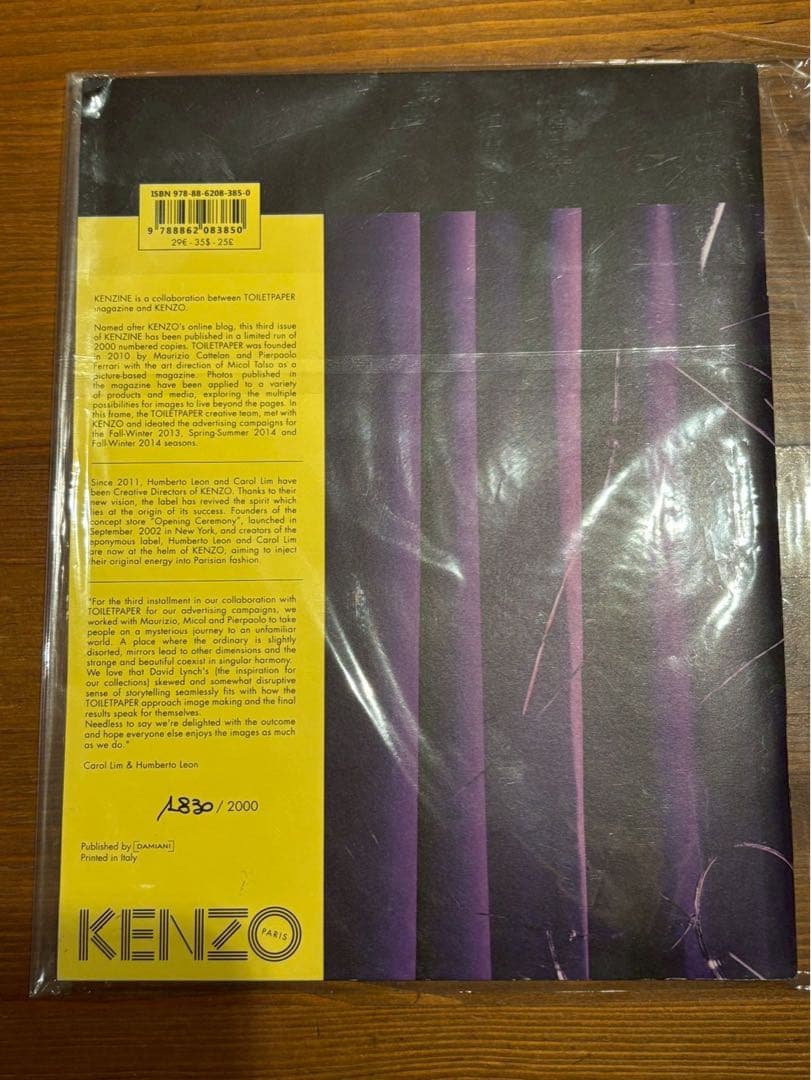 ISBN 978-88-6208-385-0
9 788862 083850
29€ - 35$ - 25£
KENZINE is a collaboration between TOILETPAPER
magazine and KENZO.
Named after KENZO's online blog, this third issue
of KENZINE has been published in a limited run of
2000 numbered copies. TOILETPAPER was founded
in 2010 by Maurizio Cattelan and Pierpaolo
Ferrari with the art direction of Micol Talso as a
picture-based magazine. Photos published in
the magazine have been applied to a variety
of products and media, exploring the multiple
possibilities for images to live beyond the pages. In
this frame, the TOILETPAPER creative team, met with
KENZO and ideated the advertising campaigns for
the Fall-Winter 2013, Spring-Summer 2014 and
Fall-Winter 2014 seasons.
Since 2011, Humberto Leon and Carol Lim have
been Creative Directors of KENZO. Thanks to their
new vision, the label has revived the spirit which
lies at the origin of its success. Founders of the
concept store "Opening Ceremony", launched in
September 2002 in New York, and creators of the
eponymous label, Humberto Leon and Carol Lim
are now at the helm of KENZO, aiming to inject
their original energy into Parisian fashion.
"For the third installment in our collaboration with
TOILETPAPER for our advertising campaigns, we
worked with Maurizio, Micol and Pierpaolo to take
people on a mysterious journey to an unfamiliar
world. A place where the ordinary is slightly
disorted, mirrors lead to other dimensions and the
strange and beautiful coexist in singular harmony.
We love that David Lynch's (the inspiration for
our collections) skewed and somewhat disruptive
sense of storytelling seamlessly fits with how the
TOILETPAPER approach image making and the final
results speak for themselves.
Needless to say we're delighted with the outcome
and hope everyone else enjoys the images as much
as we do."
Carol Lim & Humberto Leon
1830 / 2000
Published by DAMIANI
Printed in Italy
KENZO
PARIS